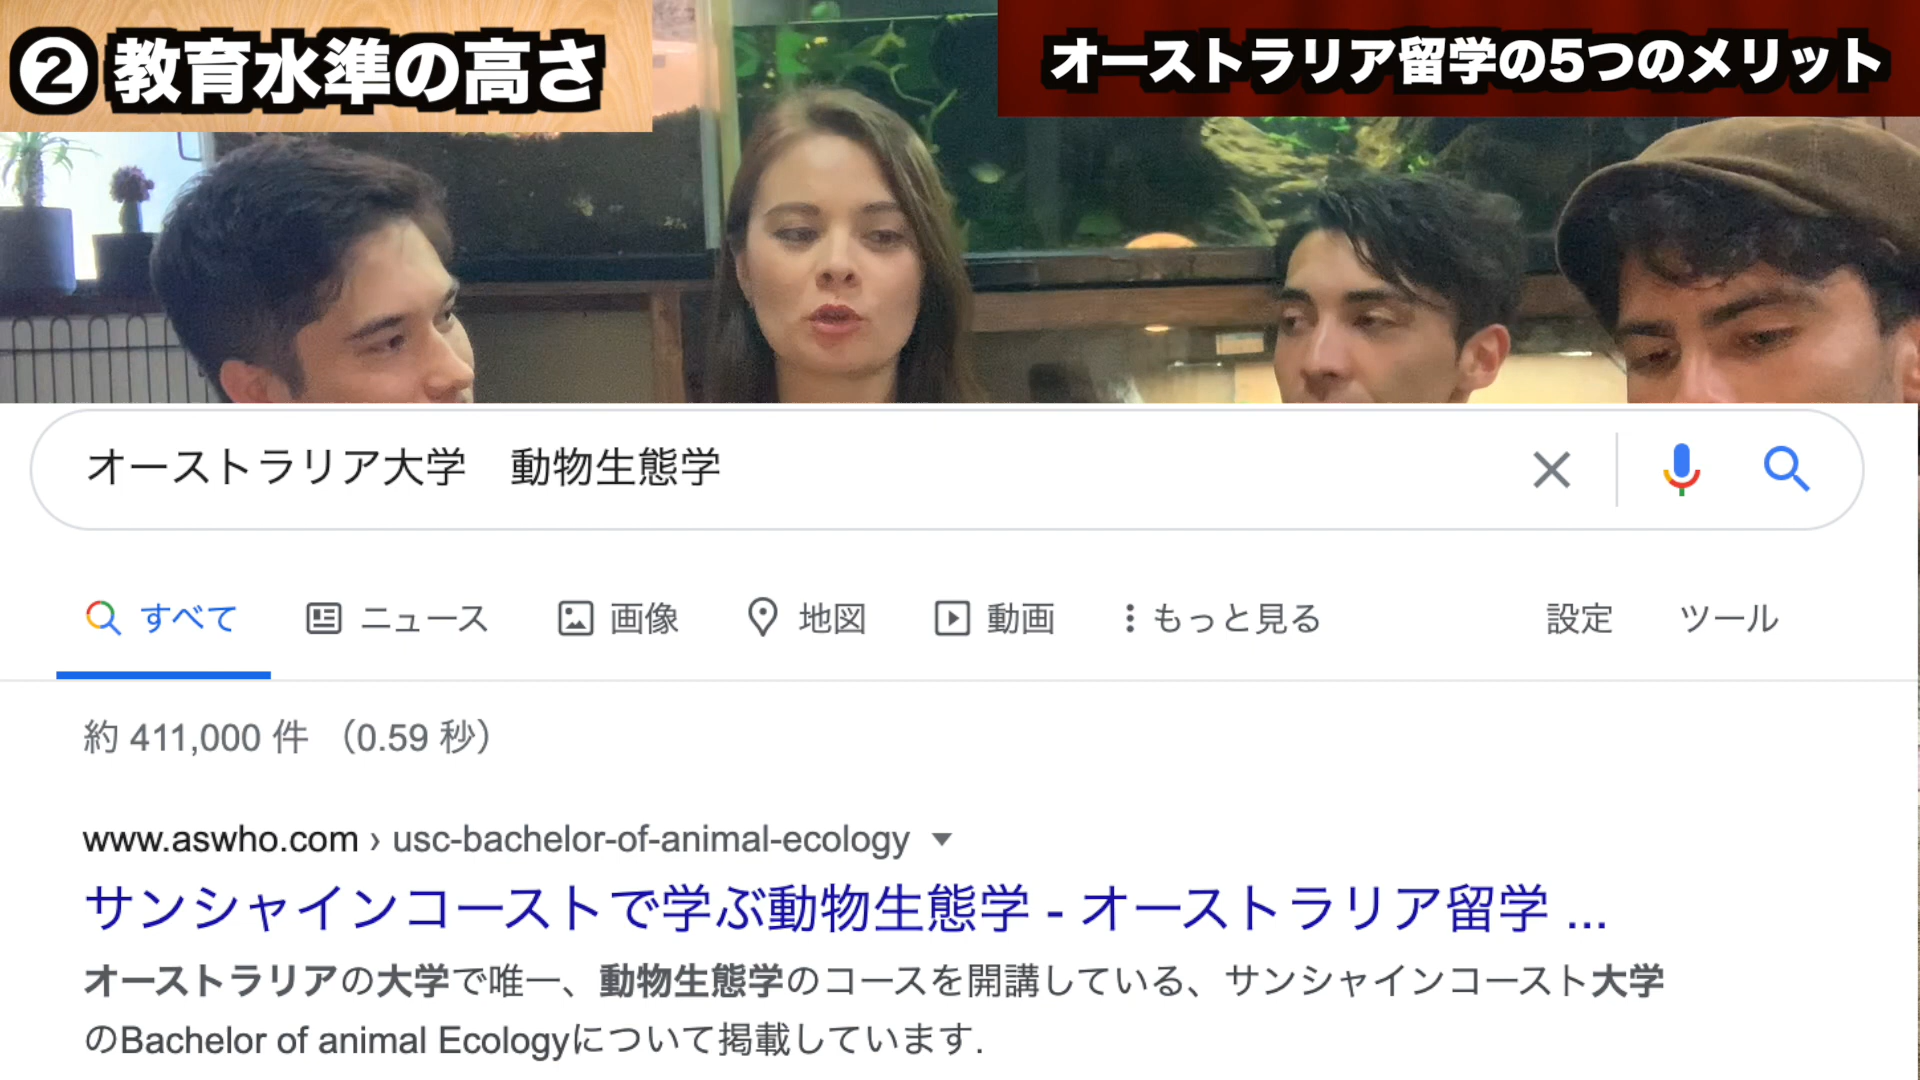 ② 教育水準の高さ
オーストラリア留学の5つのメリット
オーストラリア大学　動物生態学
すべて ニュース 画像 地図 動画 もっと見る 設定 ツール
約 411,000 件 （0.59 秒）
www.aswho.com › usc-bachelor-of-animal-ecology
サンシャインコーストで学ぶ動物生態学 - オーストラリア留学 ...
オーストラリアの大学で唯一、動物生態学のコースを開講している、サンシャインコースト大学
のBachelor of animal Ecologyについて掲載しています.